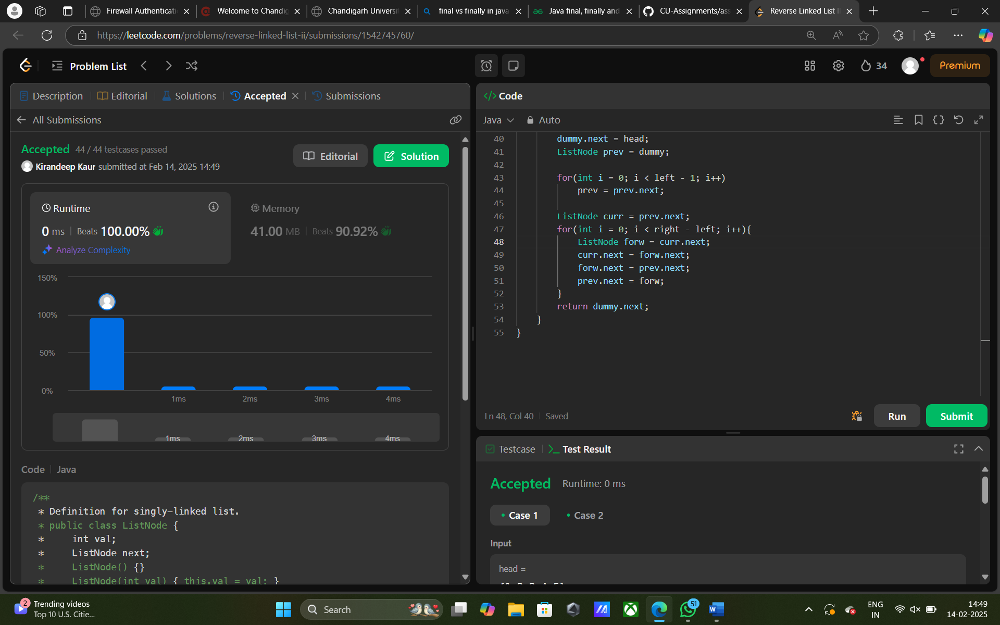 Firewall Authenticati
Welcome to Chandig
Chandigarh Universit
final vs finally in java
Java final, finally and
CU-Assignments/ass
Reverse Linked List I
https://leetcode.com/problems/reverse-linked-list-ii/submissions/1542745760/
Problem List
34
Premium
Description
Editorial
Solutions
Accepted
Submissions
All Submissions
Accepted 44 / 44 testcases passed
Kirandeep Kaur submitted at Feb 14, 2025 14:49
Editorial
Solution
Runtime
0 ms Beats 100.00%
Analyze Complexity
Memory
41.00 MB Beats 90.92%
150%
100%
50%
0%
1ms 2ms 3ms 4ms
1ms 2ms 3ms 4ms
Code Java
/**
* Definition for singly-linked list.
* public class ListNode {
* int val;
* ListNode next;
* ListNode() {}
* ListNode(int val) { this.val = val; }
</> Code
Java Auto
40 dummy.next = head;
41 ListNode prev = dummy;
42
43 for(int i = 0; i < left - 1; i++)
44 prev = prev.next;
45
46 ListNode curr = prev.next;
47 for(int i = 0; i < right - left; i++){
48 ListNode forw = curr.next;
49 curr.next = forw.next;
50 forw.next = prev.next;
51 prev.next = forw;
52 }
53 return dummy.next;
54 }
55 }
Ln 48, Col 40 Saved
Run
Submit
Testcase
Test Result
Accepted Runtime: 0 ms
Case 1
Case 2
Input
head =
[1,2,3,4,5]
2
Trending videos
Top 10 U.S. Citie...
Search
51
ENG
IN
14:49
14-02-2025